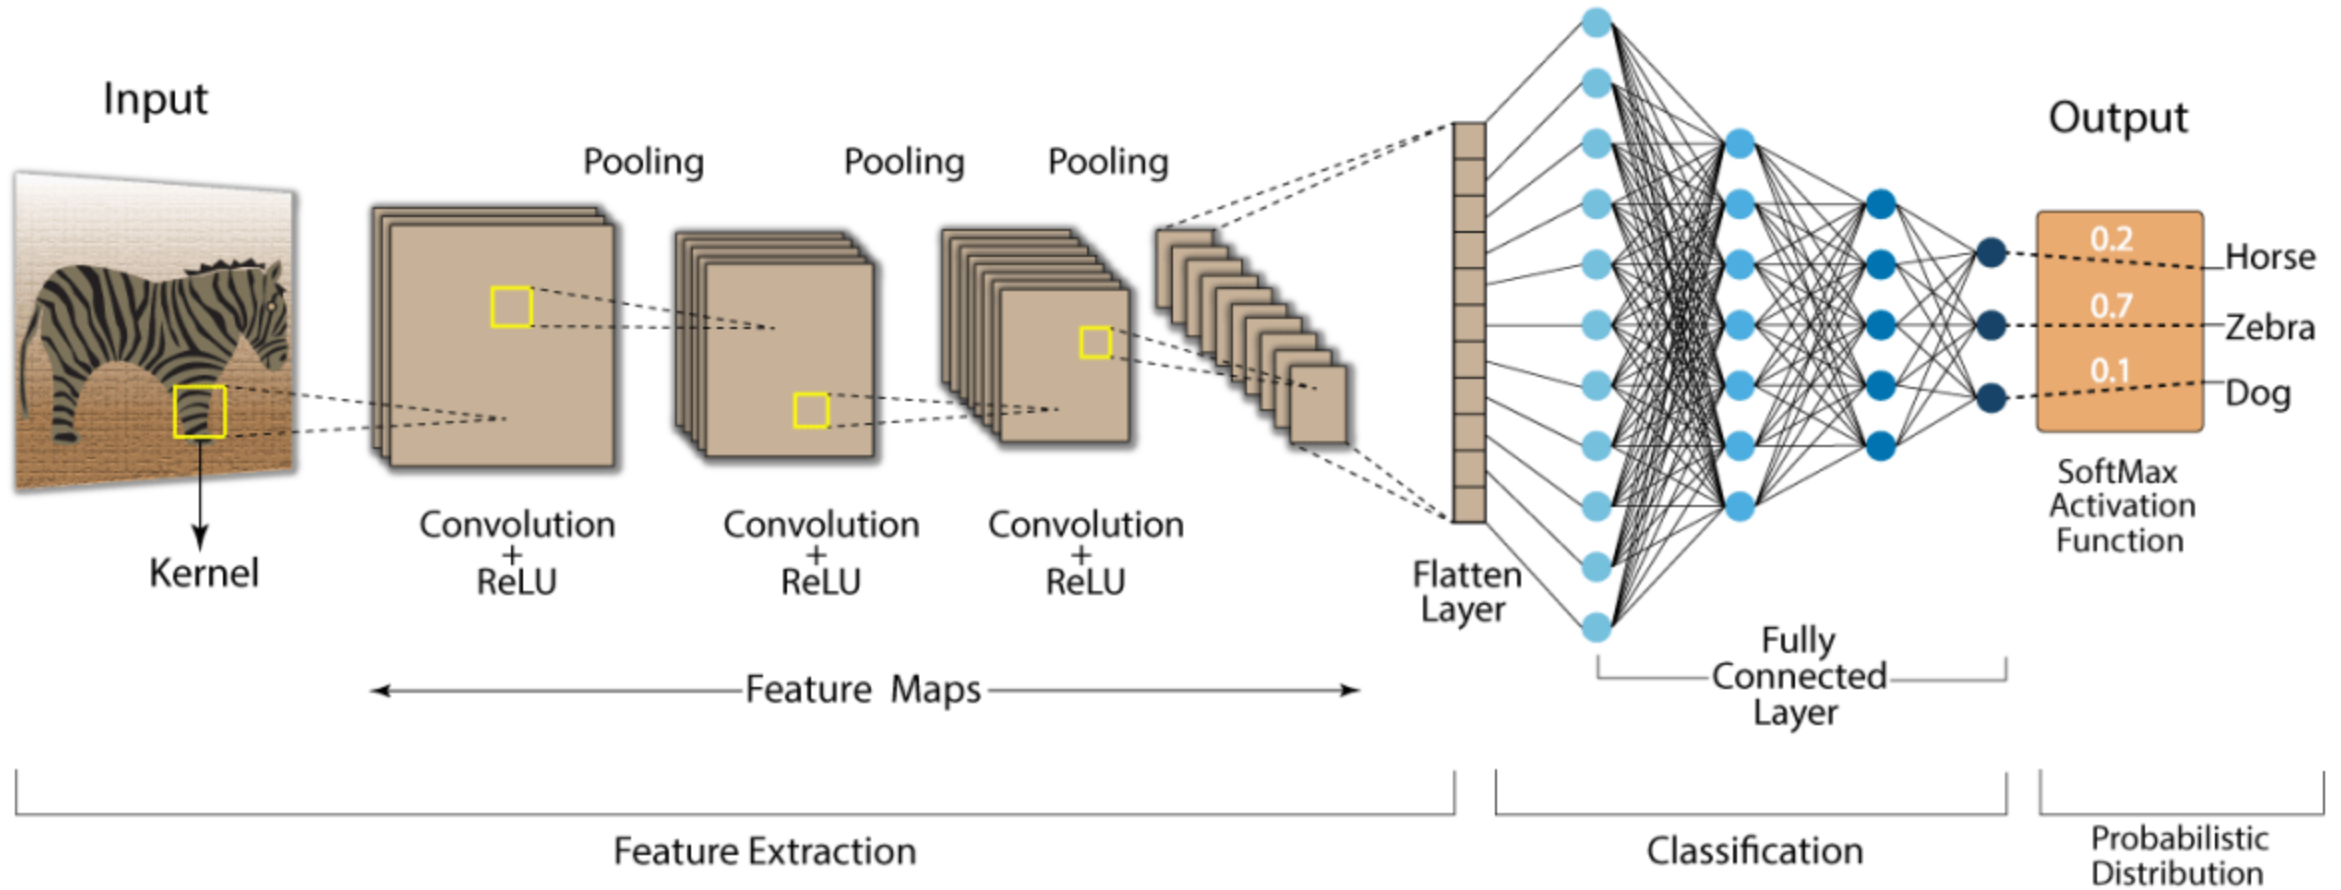 Input
Pooling
Pooling
Pooling
Output
0.2
Horse
0.7
Zebra
0.1
Dog
SoftMax
Activation
Function
Kernel
Convolution
+
ReLU
Convolution
+
ReLU
Convolution
+
ReLU
Flatten
Layer
Fully
Connected
Layer
Feature Maps
Feature Extraction
Classification
Probabilistic
Distribution